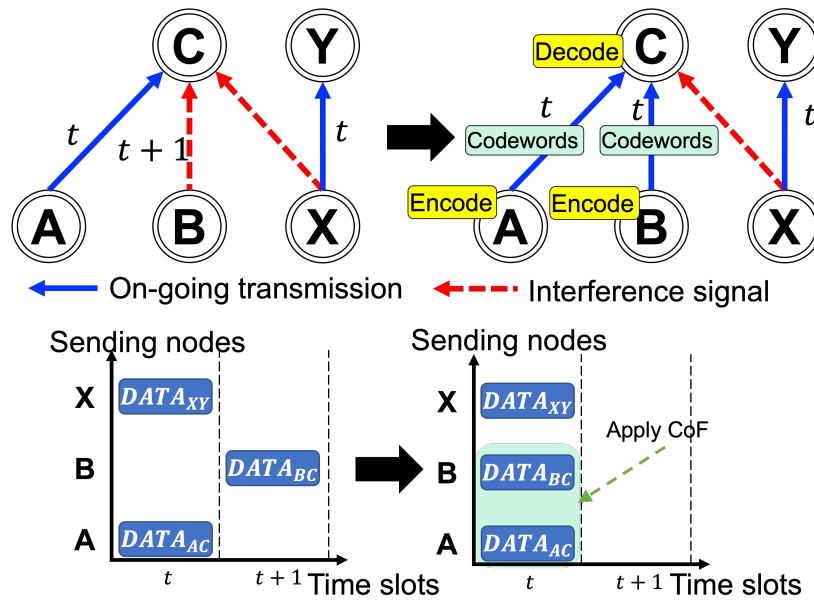 C
Y
t
t + 1
t
A
B
X
Decode
C
Y
t
t
t
Codewords
Codewords
Encode
A
Encode
B
X
On-going transmission
Interference signal
Sending nodes
X
DATA_XY
B
DATA_BC
A
DATA_AC
t
t + 1
Time slots
Sending nodes
X
DATA_XY
Apply CoF
B
DATA_BC
A
DATA_AC
t
t + 1
Time slots